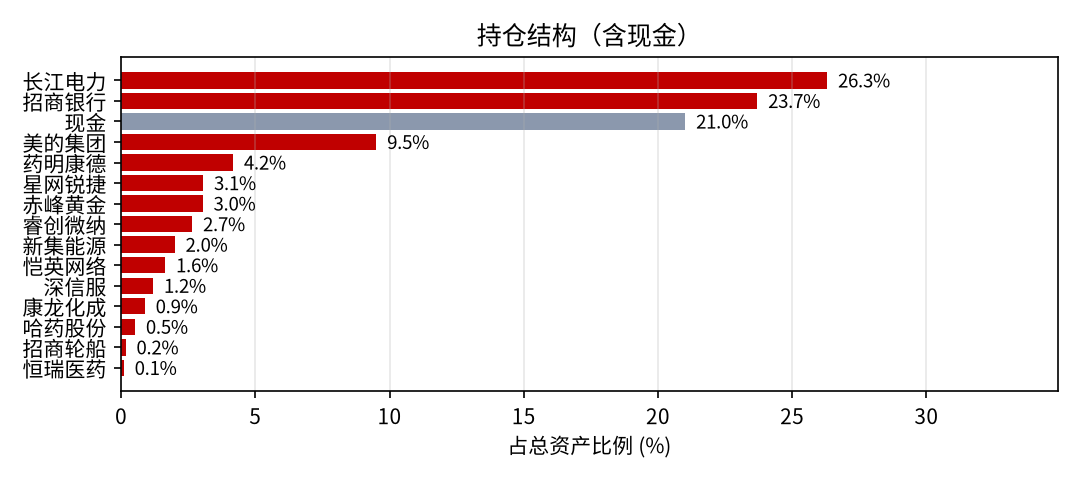 持仓结构（含现金）
长江电力 26.3%
招商银行 23.7%
现金 21.0%
美的集团 9.5%
药明康德 4.2%
星网锐捷 3.1%
赤峰黄金 3.0%
睿创微纳 2.7%
新集能源 2.0%
恺英网络 1.6%
深信服 1.2%
康龙化成 0.9%
哈药股份 0.5%
招商轮船 0.2%
恒瑞医药 0.1%
0 5 10 15 20 25 30
占总资产比例 (%)